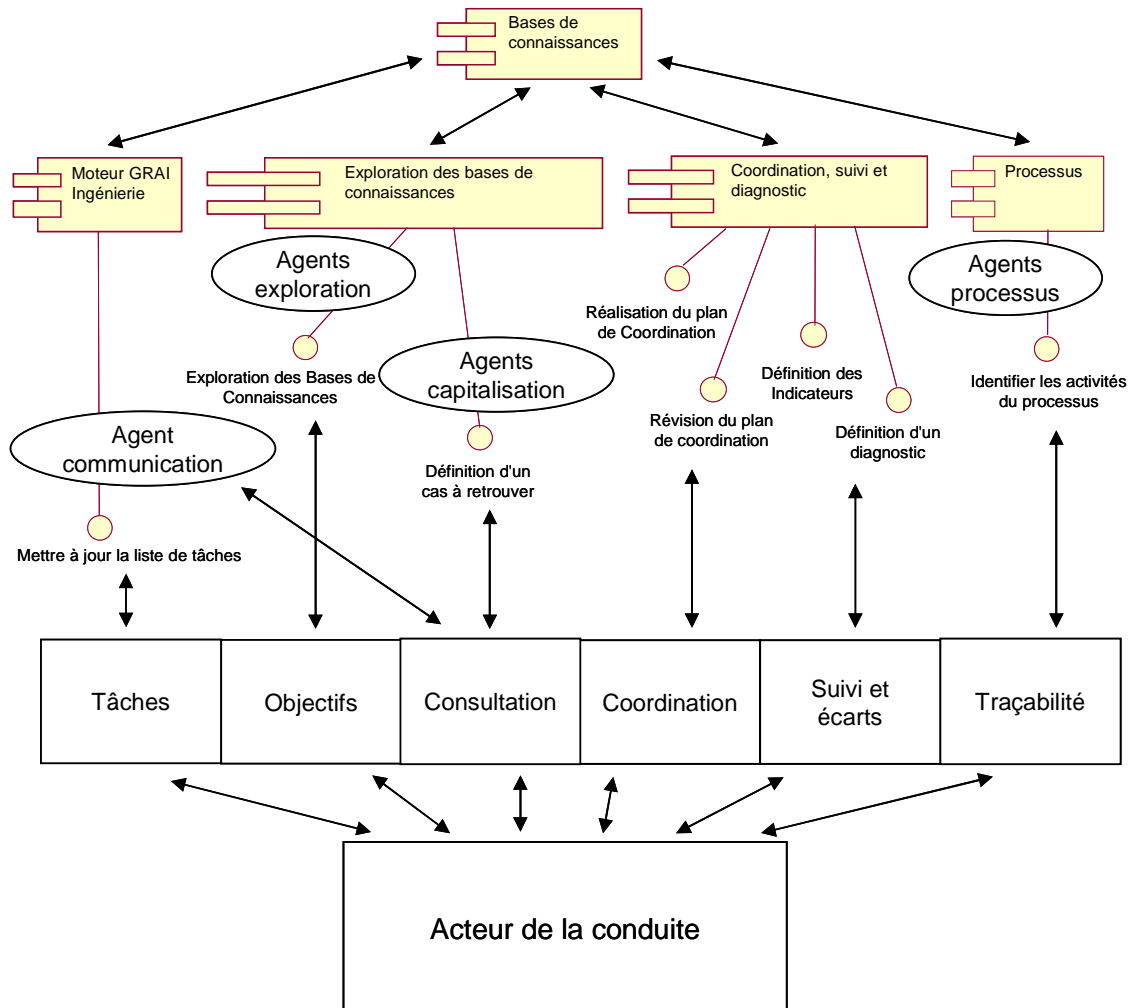 Bases de
connaissances
Moteur GRAI
Ingénierie
Exploration des bases de
connaissances
Coordination, suivi et
diagnostic
Processus
Agents
exploration
Agents
processus
Réalisation du plan
de Coordination
Exploration des Bases de
Connaissances
Agents
capitalisation
Définition des
Indicateurs
Identifier les activités
du processus
Révision du plan
de coordination
Agent
communication
Définition d'un
diagnostic
Définition d'un
cas à retrouver
Mettre à jour la liste de tâches
Tâches
Objectifs
Consultation
Coordination
Suivi et
écarts
Traçabilité
Acteur de la conduite